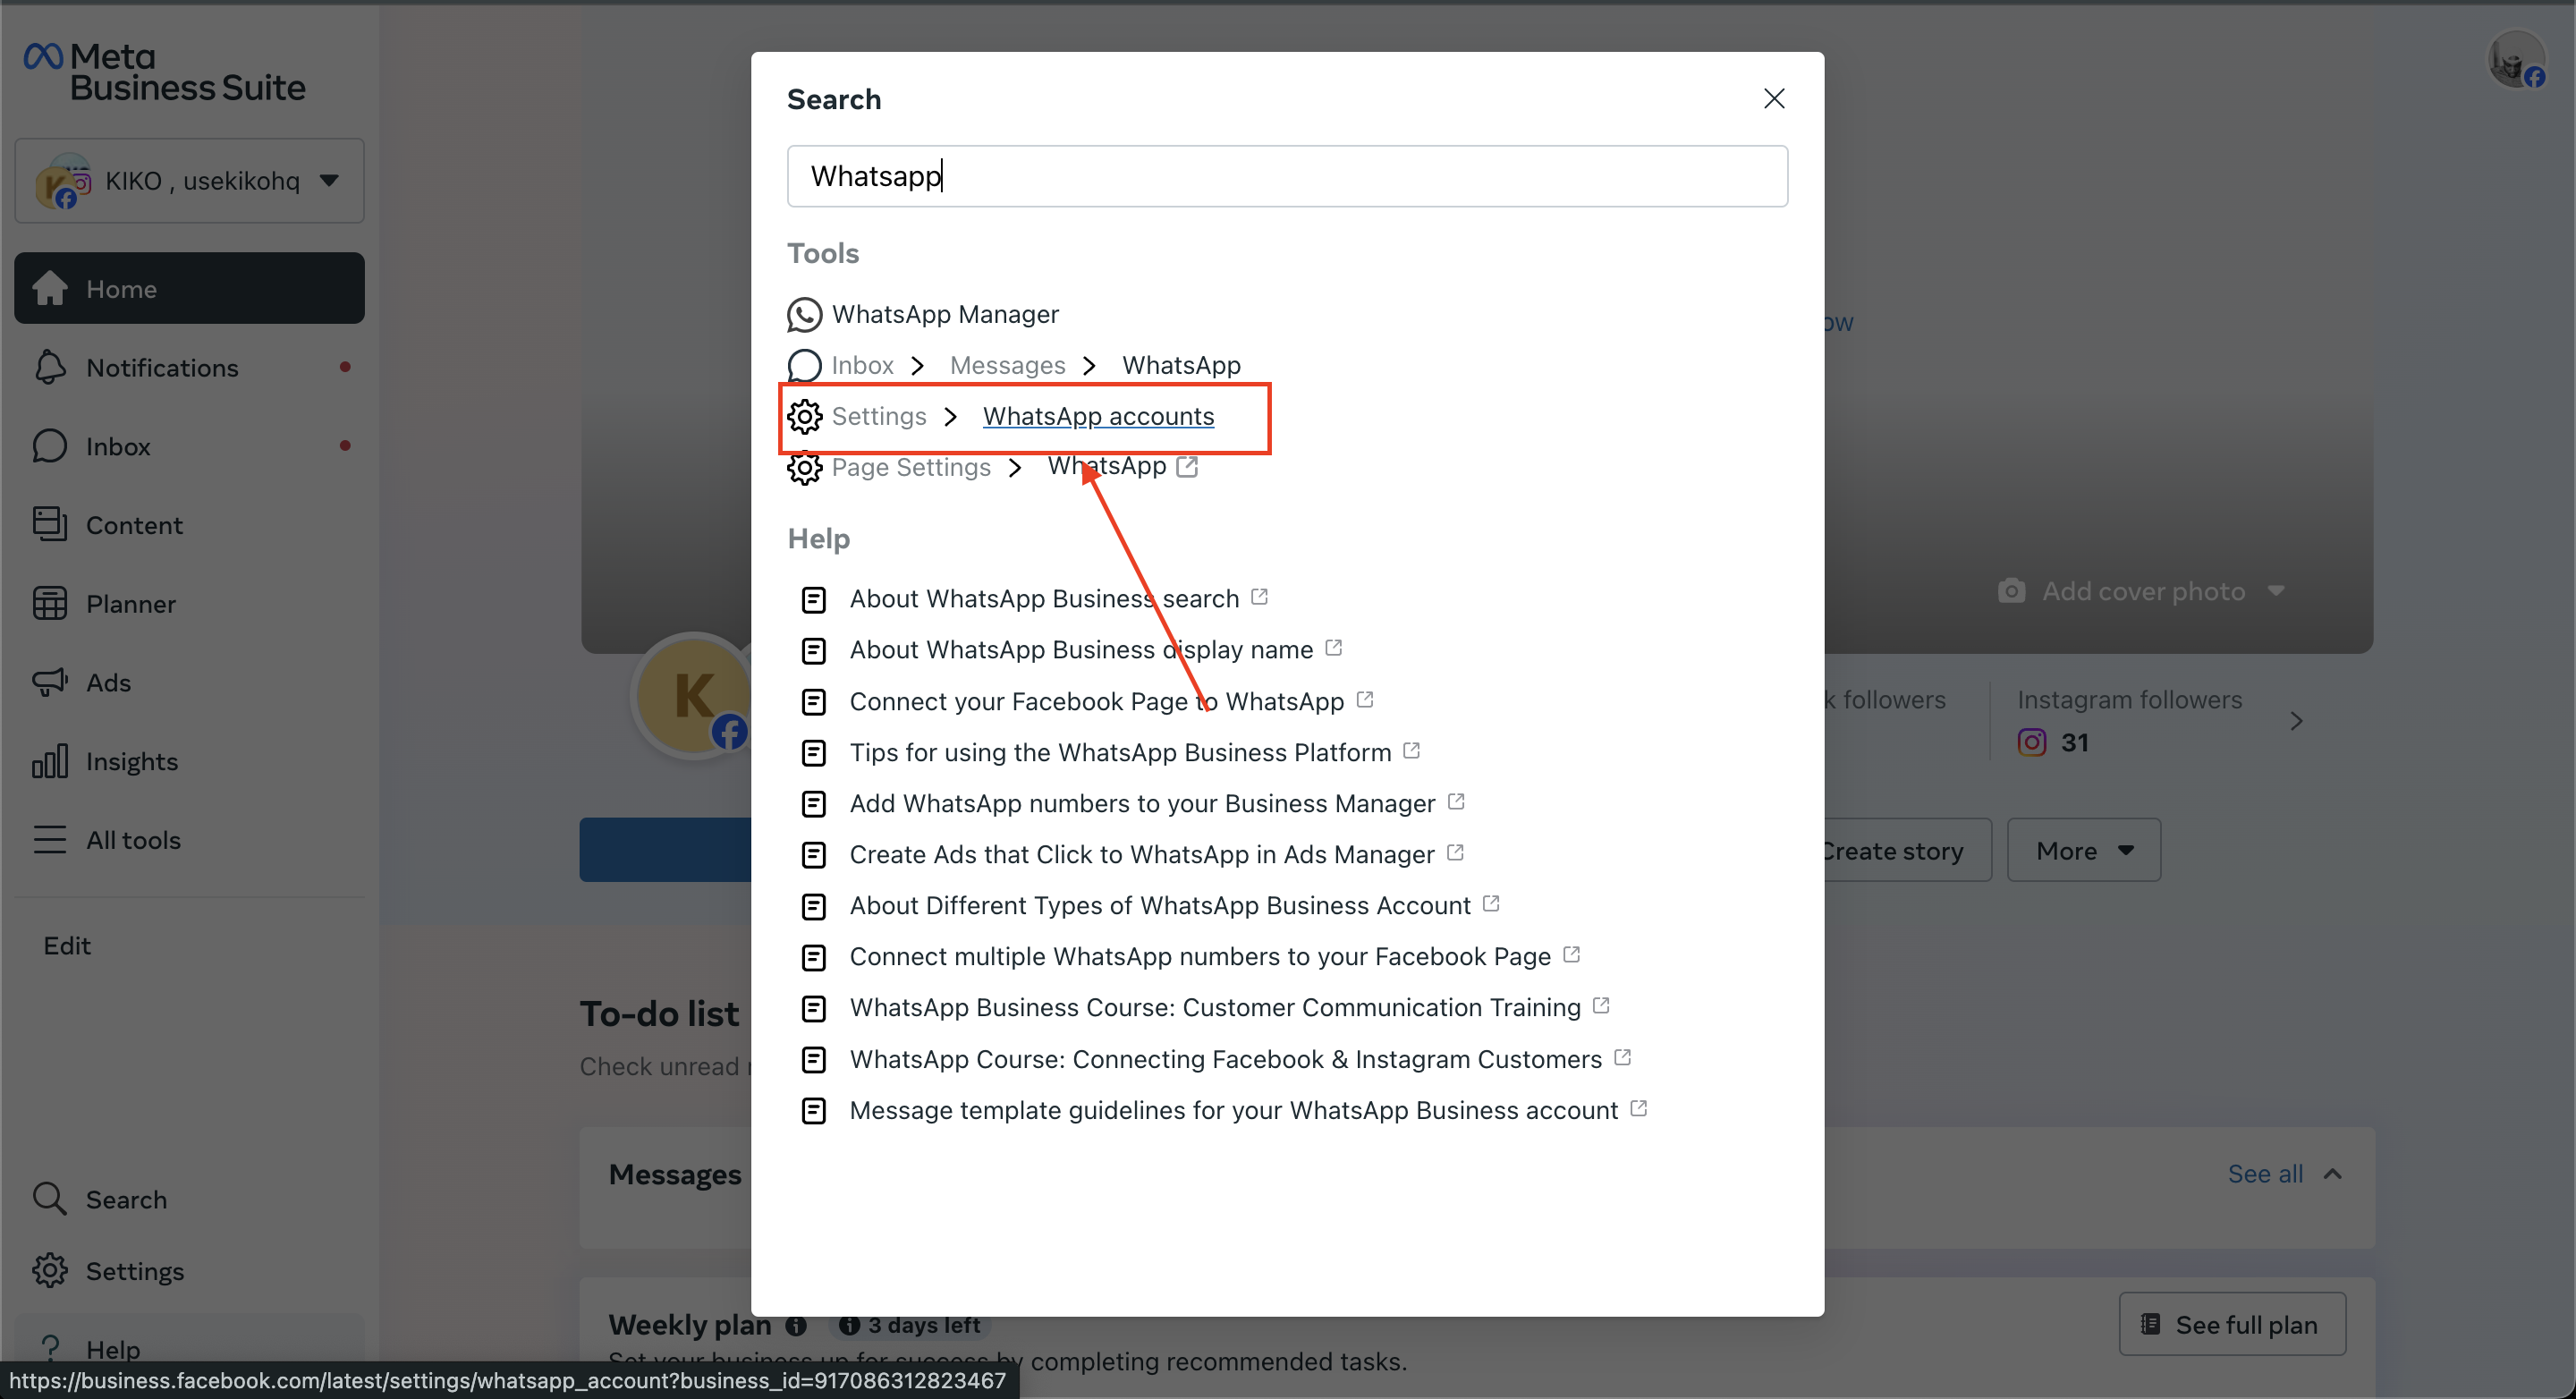 Meta
Business Suite
KIKO , usekikohq
Home
Notifications
Inbox
Content
Planner
Ads
Insights
All tools
Edit
Search
Settings
Help
https://business.facebook.com/latest/settings/whatsapp_account?business_id=917086312823467
Search
Whatsapp
Tools
WhatsApp Manager
Inbox > Messages > WhatsApp
Settings > WhatsApp accounts
Page Settings > WhatsApp
Help
About WhatsApp Business search
About WhatsApp Business display name
Connect your Facebook Page to WhatsApp
Tips for using the WhatsApp Business Platform
Add WhatsApp numbers to your Business Manager
Create Ads that Click to WhatsApp in Ads Manager
About Different Types of WhatsApp Business Account
Connect multiple WhatsApp numbers to your Facebook Page
WhatsApp Business Course: Customer Communication Training
WhatsApp Course: Connecting Facebook & Instagram Customers
Message template guidelines for your WhatsApp Business account
ow
Add cover photo
K
k followers
Instagram followers
31
Create story
More
To-do list
Check unread
Messages
See all
Weekly plan
3 days left
See full plan
Set your business up for success by completing recommended tasks.